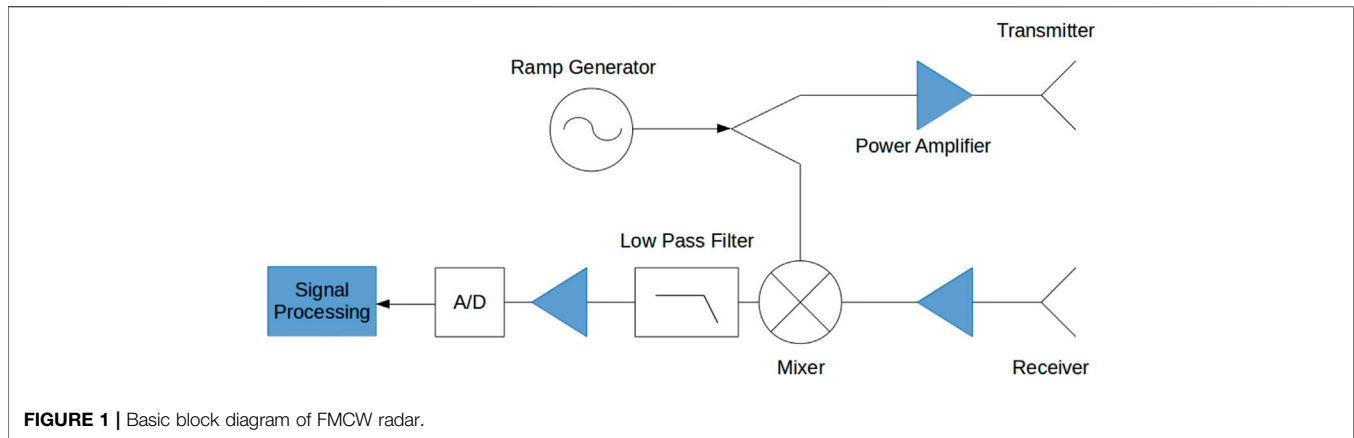 Transmitter
Ramp Generator
Power Amplifier
Low Pass Filter
Signal
Processing
A/D
Mixer
Receiver
FIGURE 1 | Basic block diagram of FMCW radar.